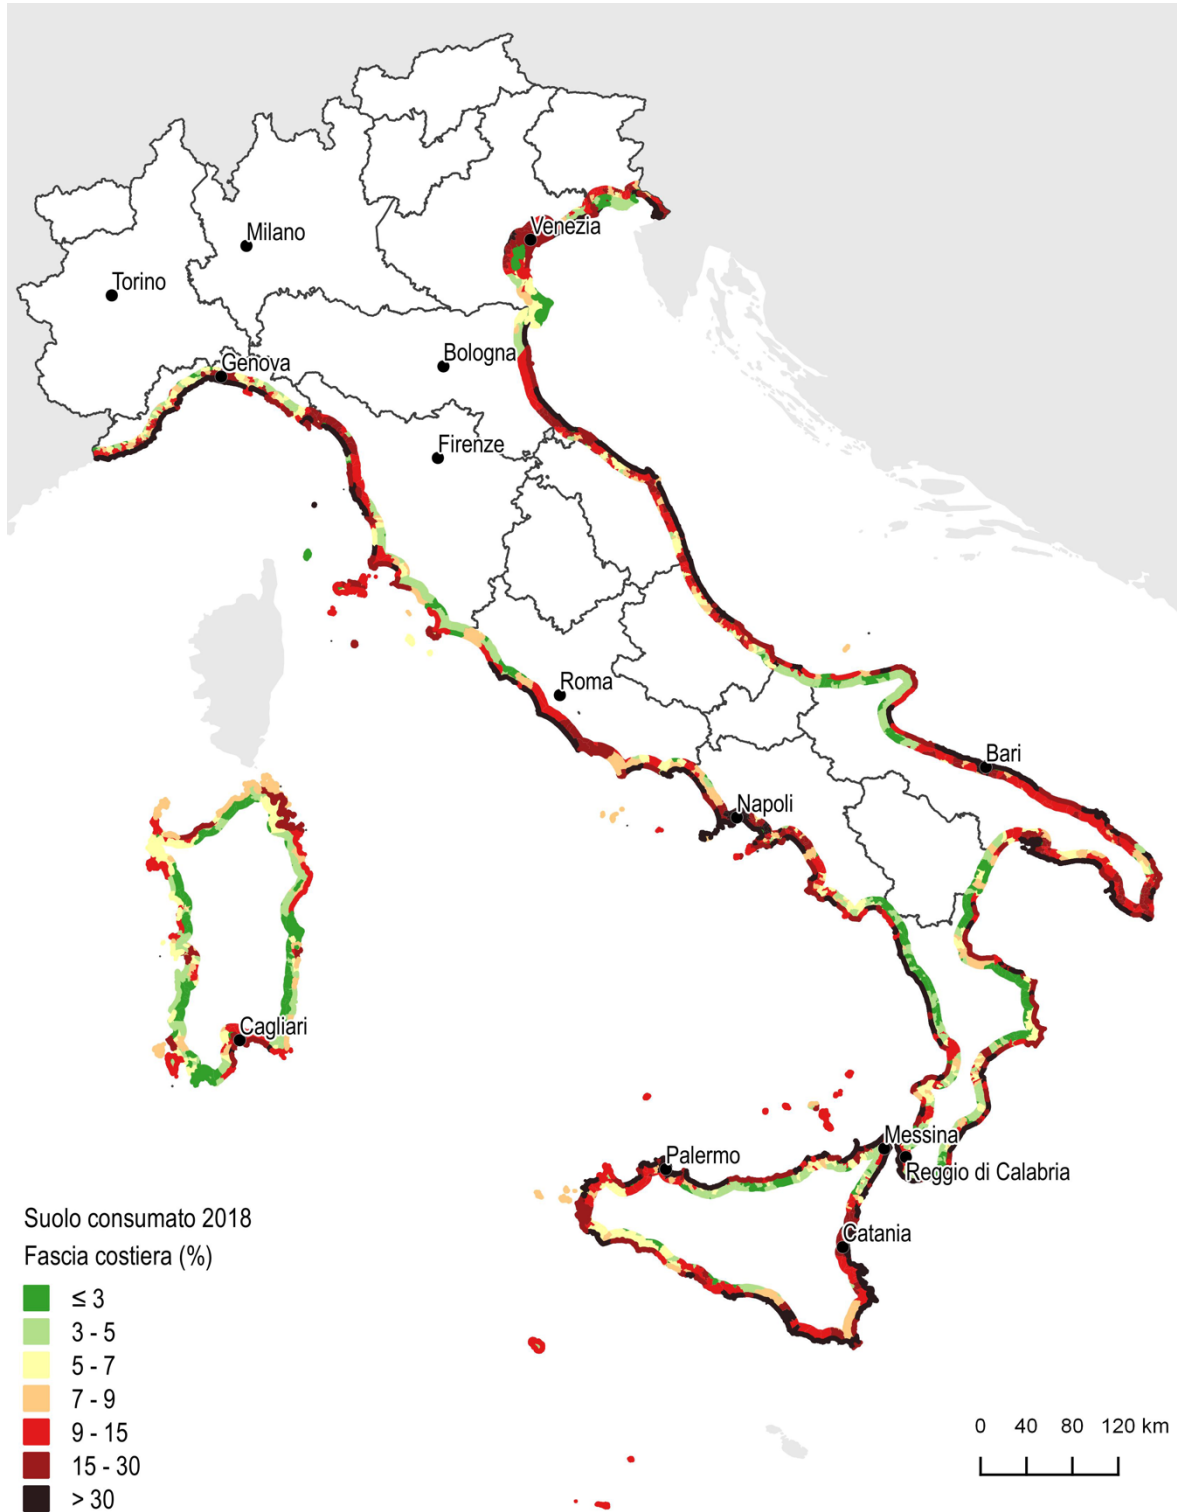 Venezia
Milano
Torino
Bologna
Genova
Firenze
Roma
Bari
Napoli
Cagliari
Messina
Palermo
Reggio di Calabria
Catania
Suolo consumato 2018
Fascia costiera (%)
≤ 3
3 - 5
5 - 7
7 - 9
9 - 15
15 - 30
> 30
0 40 80 120 km